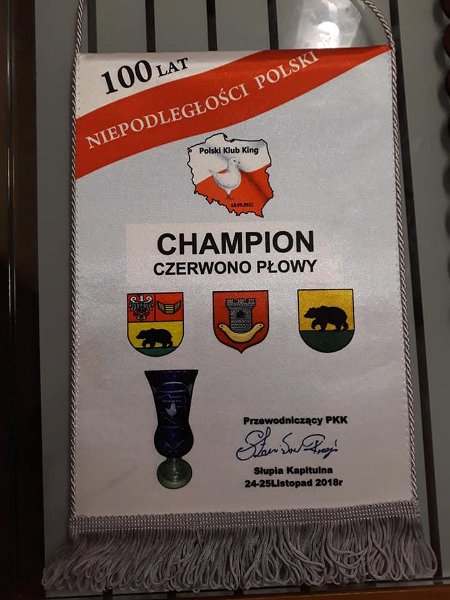 100 LAT
NIEPODLEGŁOŚCI POLSKI
Polski Klub King
CHAMPION
CZERWONO PŁOWY
Przewodniczący PKK
Słupia Kapitulna
24-25Listopad 2018r